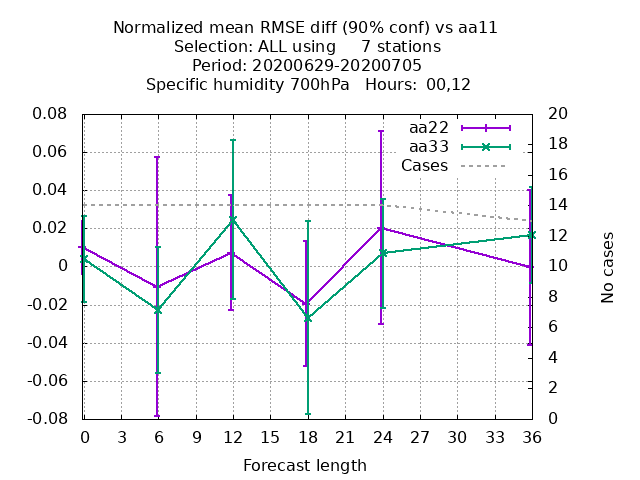 Normalized mean RMSE diff (90% conf) vs aa11
Selection: ALL using     7 stations
Period: 20200629-20200705
Specific humidity 700hPa   Hours: 00,12
0.08
0.06
0.04
0.02
0
-0.02
-0.04
-0.06
-0.08
aa22
aa33
Cases
20
18
16
14
12
10
8
6
4
2
0
No cases
0 3 6 9 12 15 18 21 24 27 30 33 36
Forecast length